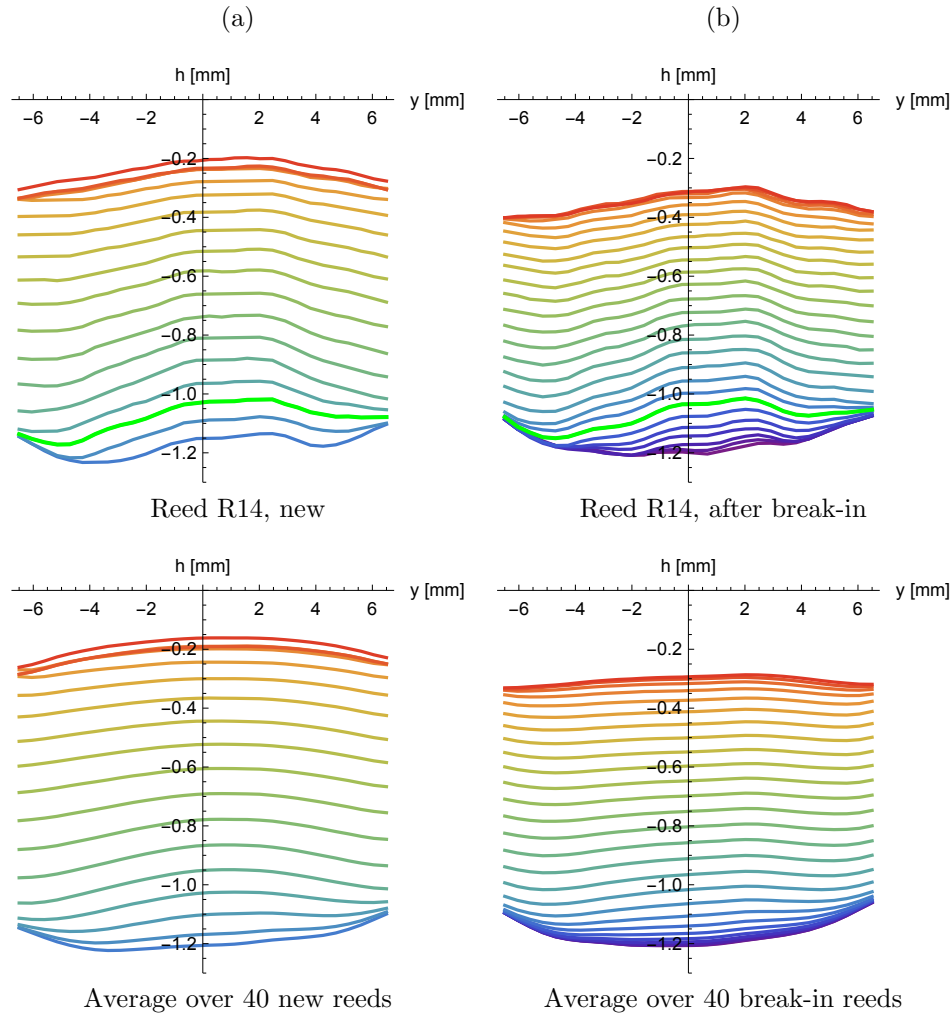 (a) (b)
h [mm] h [mm]
y [mm] y [mm]
−6 −4 −2 2 4 6 −6 −4 −2 2 4 6
−0.2 −0.2
−0.4 −0.4
−0.6 −0.6
−0.8 −0.8
−1.0 −1.0
−1.2 −1.2
Reed R14, new Reed R14, after break-in
h [mm] h [mm]
y [mm] y [mm]
−6 −4 −2 2 4 6 −6 −4 −2 2 4 6
−0.2 −0.2
−0.4 −0.4
−0.6 −0.6
−0.8 −0.8
−1.0 −1.0
−1.2 −1.2
Average over 40 new reeds Average over 40 break-in reeds